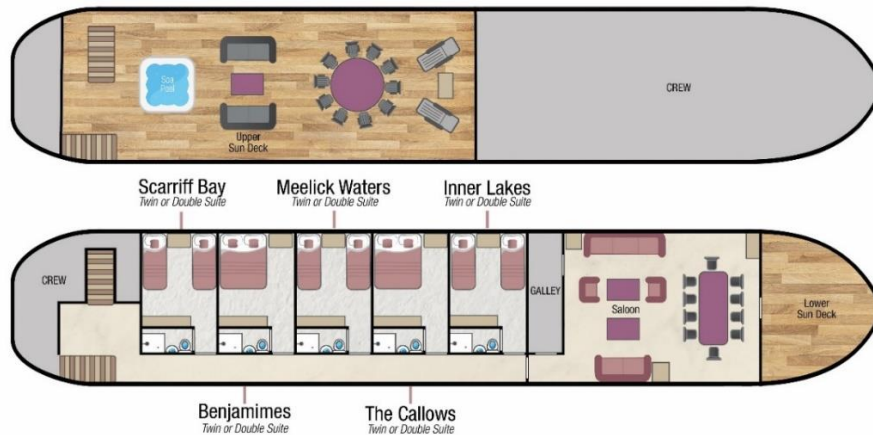 Spa
Pool
Upper
Sun Deck
CREW
Scarriff Bay
Twin or Double Suite
Meelick Waters
Twin or Double Suite
Inner Lakes
Twin or Double Suite
CREW
GALLEY
Saloon
Lower
Sun Deck
Benjamimes
Twin or Double Suite
The Callows
Twin or Double Suite